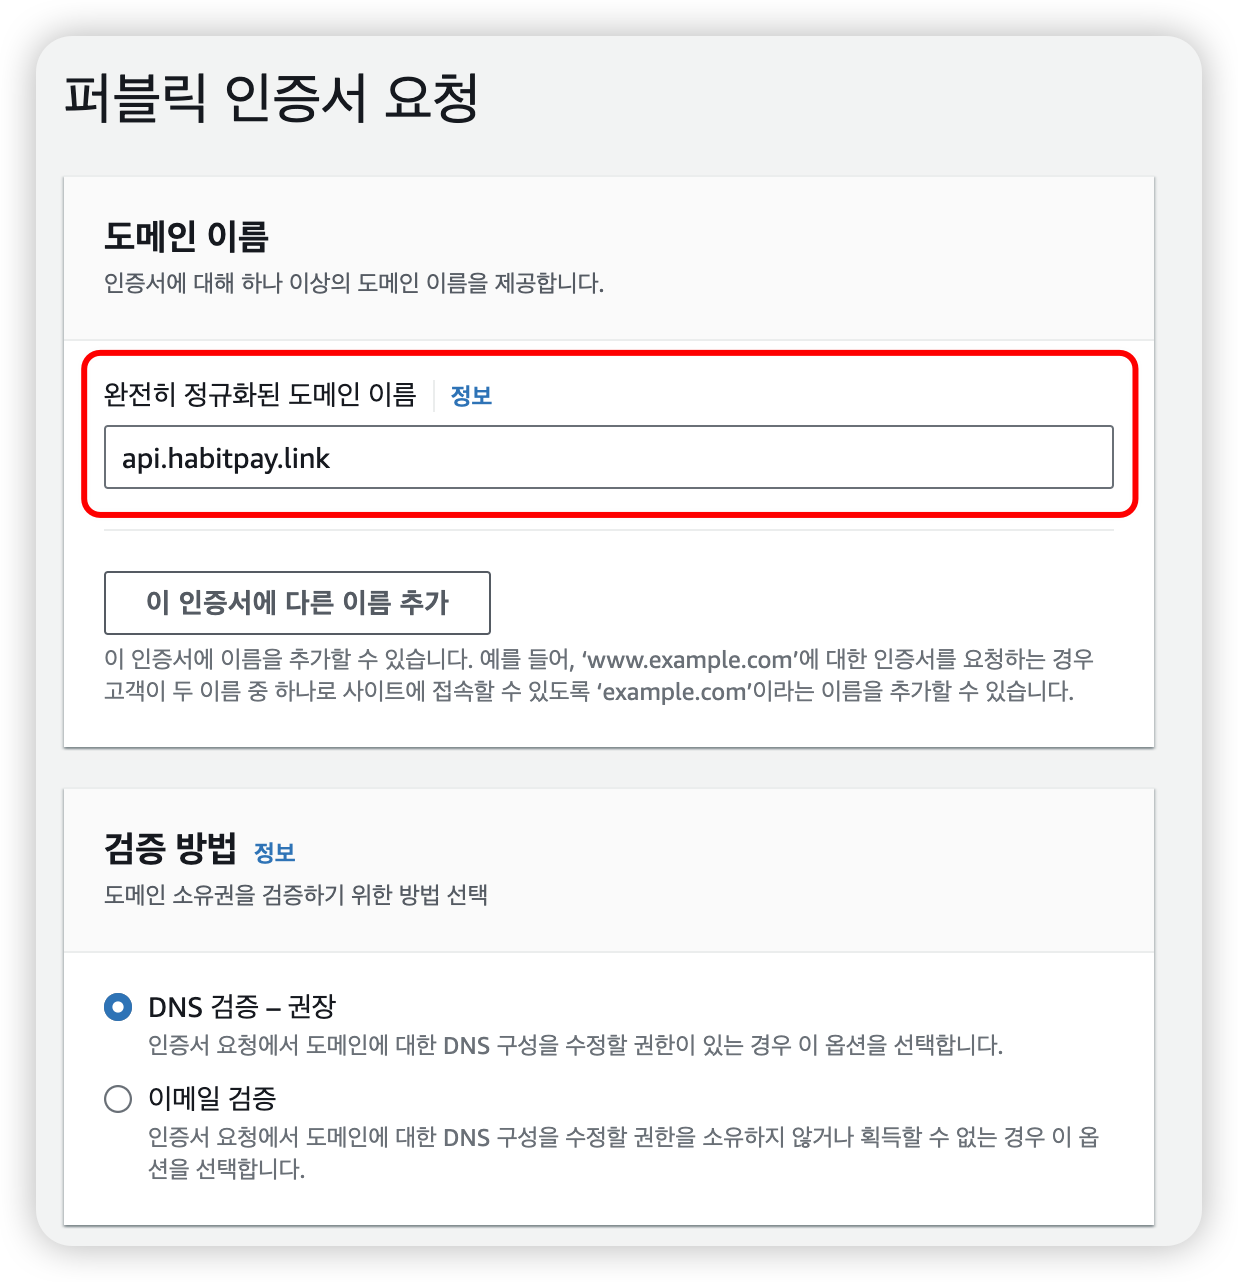 퍼블릭 인증서 요청
도메인 이름
인증서에 대해 하나 이상의 도메인 이름을 제공합니다.
완전히 정규화된 도메인 이름 정보
api.habitpay.link
이 인증서에 다른 이름 추가
이 인증서에 이름을 추가할 수 있습니다. 예를 들어, ‘www.example.com’에 대한 인증서를 요청하는 경우
고객이 두 이름 중 하나로 사이트에 접속할 수 있도록 ‘example.com’이라는 이름을 추가할 수 있습니다.
검증 방법 정보
도메인 소유권을 검증하기 위한 방법 선택
DNS 검증 – 권장
인증서 요청에서 도메인에 대한 DNS 구성을 수정할 권한이 있는 경우 이 옵션을 선택합니다.
이메일 검증
인증서 요청에서 도메인에 대한 DNS 구성을 수정할 권한을 소유하지 않거나 획득할 수 없는 경우 이 옵
션을 선택합니다.